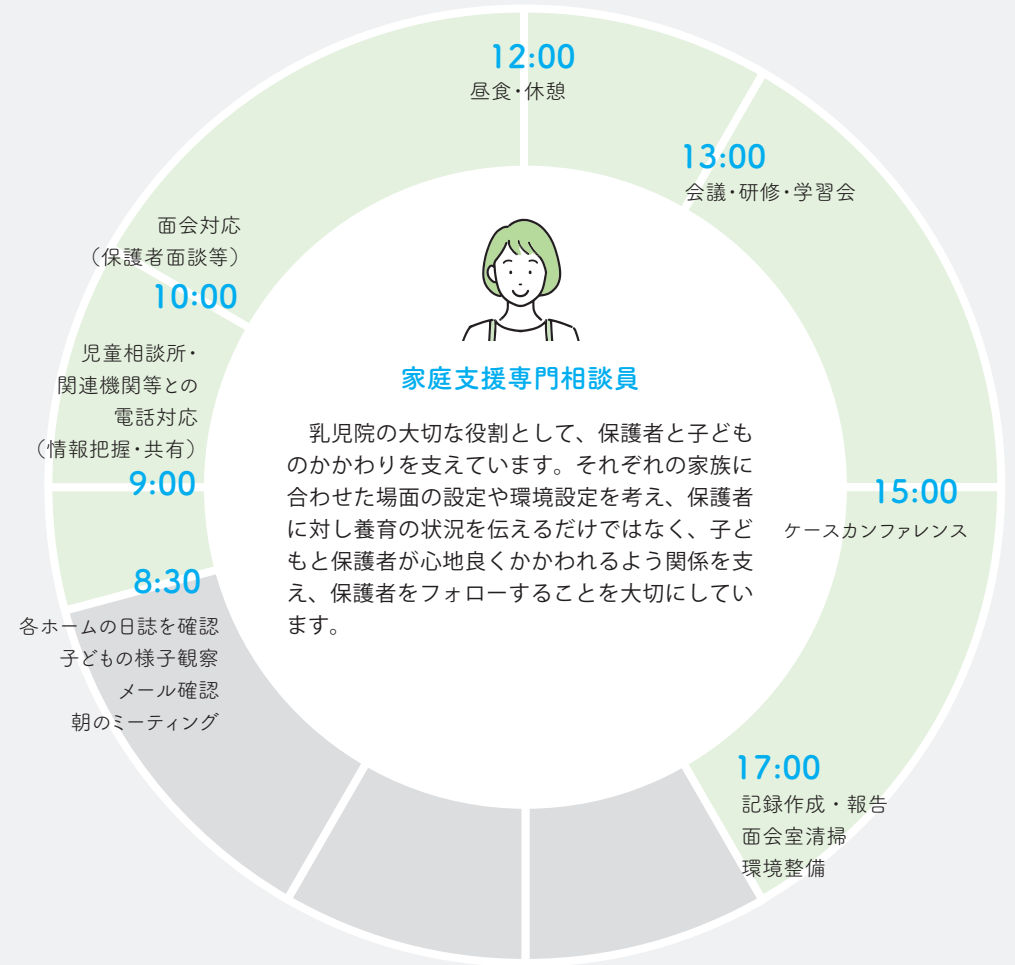 12:00
昼食・休憩
13:00
会議・研修・学習会
面会対応
（保護者面談等）
10:00
児童相談所・
関連機関等との
電話対応
（情報把握・共有）
9:00
8:30
各ホームの日誌を確認
子どもの様子観察
メール確認
朝のミーティング
家庭支援専門相談員
乳児院の大切な役割として、保護者と子ども
のかかわりを支えています。それぞれの家族に
合わせた場面の設定や環境設定を考え、保護者
に対し養育の状況を伝えるだけではなく、子ど
もと保護者が心地良くかかわれるよう関係を支
え、保護者をフォローすることを大切にしてい
ます。
15:00
ケースカンファレンス
17:00
記録作成・報告
面会室清掃
環境整備